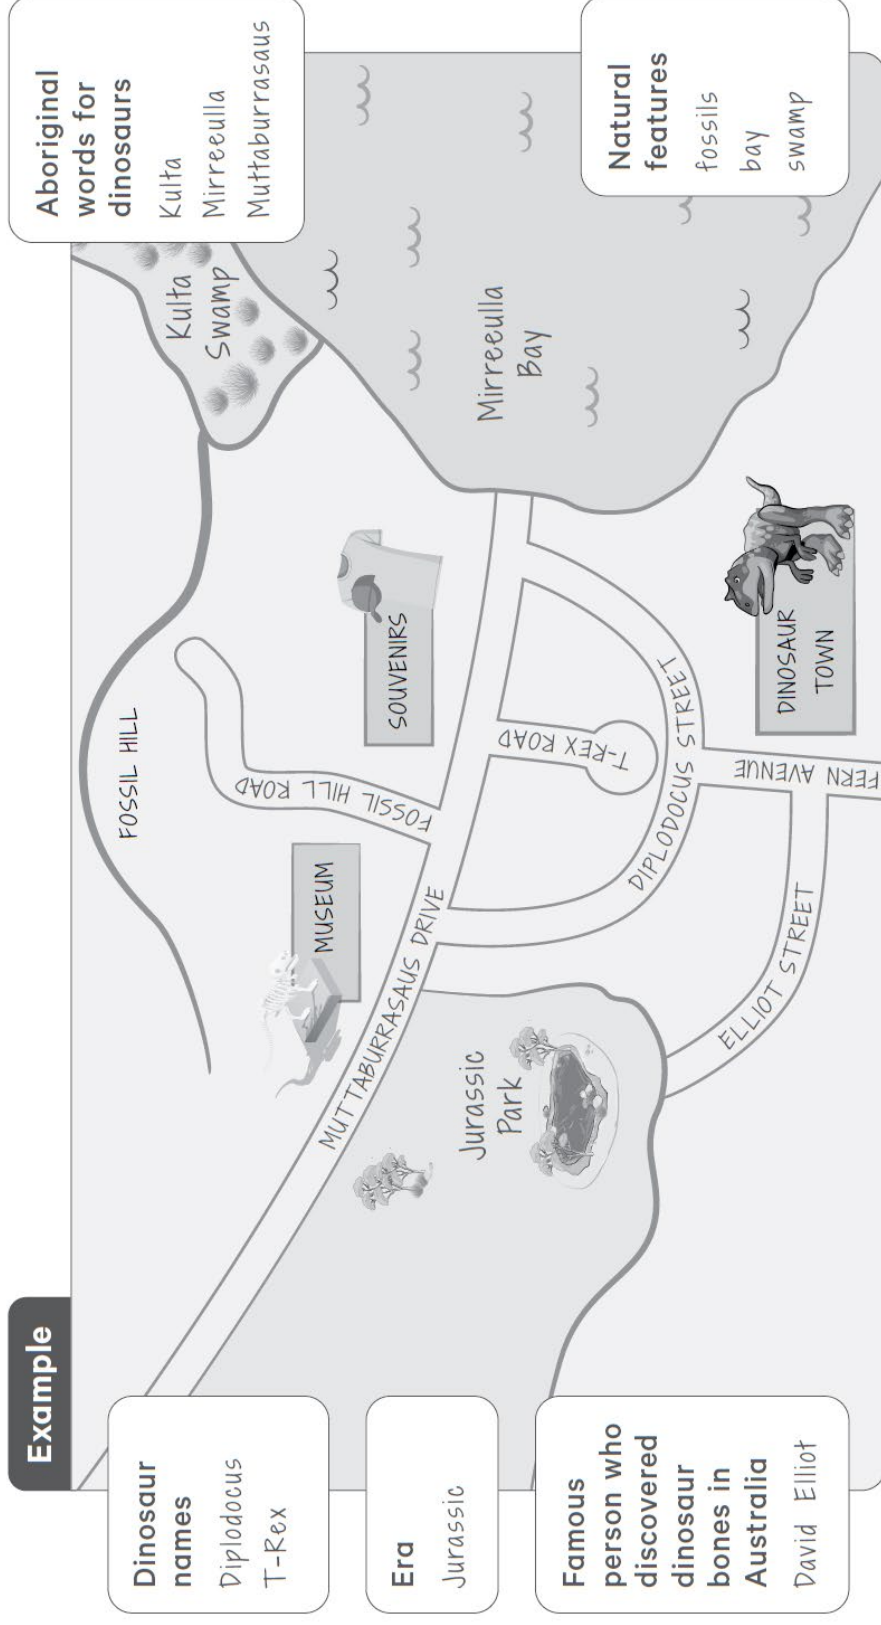 Example
Dinosaur
names
Diplodocus
T-Rex
Era
Jurassic
Famous
person who
discovered
dinosaur
bones in
Australia
David Elliot
Aboriginal
words for
dinosaurs
Kulta
Mirreeulla
Muttaburrasaus
Natural
features
fossils
bay
swamp
FOSSIL HILL
Kulta
Swamp
FOSSIL HILL ROAD
MUSEUM
SOUVENIRS
MUTTABURRASAUS DRIVE
Mirreeulla
Bay
Jurassic
Park
T-REX ROAD
DIPLODOCUS STREET
ELLIOT STREET
FERN AVENUE
DINOSAUR
TOWN